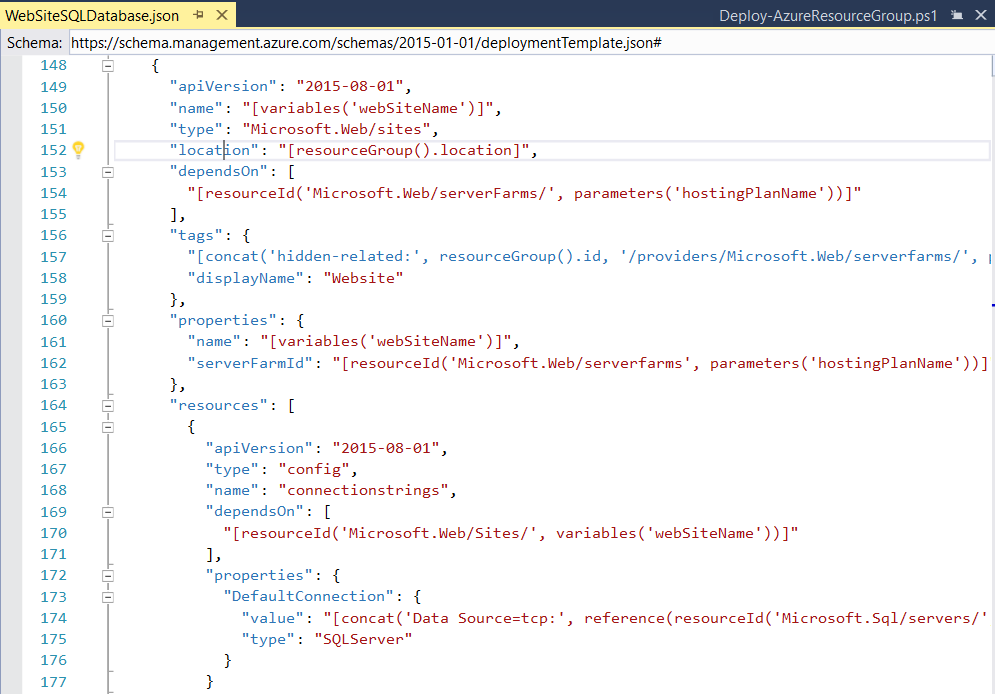 WebSiteSQLDatabase.json Deploy-AzureResourceGroup.ps1
Schema: https://schema.management.azure.com/schemas/2015-01-01/deploymentTemplate.json#
148 {
149 "apiVersion": "2015-08-01",
150 "name": "[variables('webSiteName')]",
151 "type": "Microsoft.Web/sites",
152 "location": "[resourceGroup().location]",
153 "dependsOn": [
154 "[resourceId('Microsoft.Web/serverFarms/', parameters('hostingPlanName'))]"
155 ],
156 "tags": {
157 "[concat('hidden-related:', resourceGroup().id, '/providers/Microsoft.Web/serverfarms/',
158 "displayName": "Website"
159 },
160 "properties": {
161 "name": "[variables('webSiteName')]",
162 "serverFarmId": "[resourceId('Microsoft.Web/serverfarms', parameters('hostingPlanName'))]
163 },
164 "resources": [
165 {
166 "apiVersion": "2015-08-01",
167 "type": "config",
168 "name": "connectionstrings",
169 "dependsOn": [
170 "[resourceId('Microsoft.Web/Sites/', variables('webSiteName'))]"
171 ],
172 "properties": {
173 "DefaultConnection": {
174 "value": "[concat('Data Source=tcp:', reference(resourceId('Microsoft.Sql/servers/'
175 "type": "SQLServer"
176 }
177 }